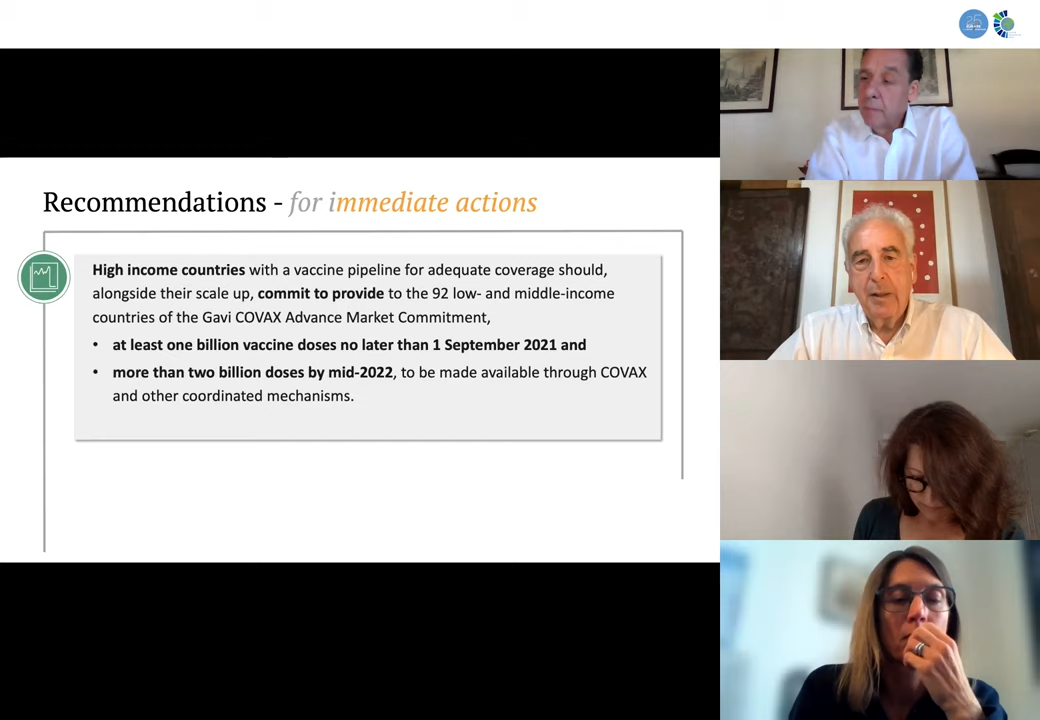 Recommendations - for immediate actions
High income countries with a vaccine pipeline for adequate coverage should,
alongside their scale up, commit to provide to the 92 low- and middle-income
countries of the Gavi COVAX Advance Market Commitment,
• at least one billion vaccine doses no later than 1 September 2021 and
• more than two billion doses by mid-2022, to be made available through COVAX
and other coordinated mechanisms.